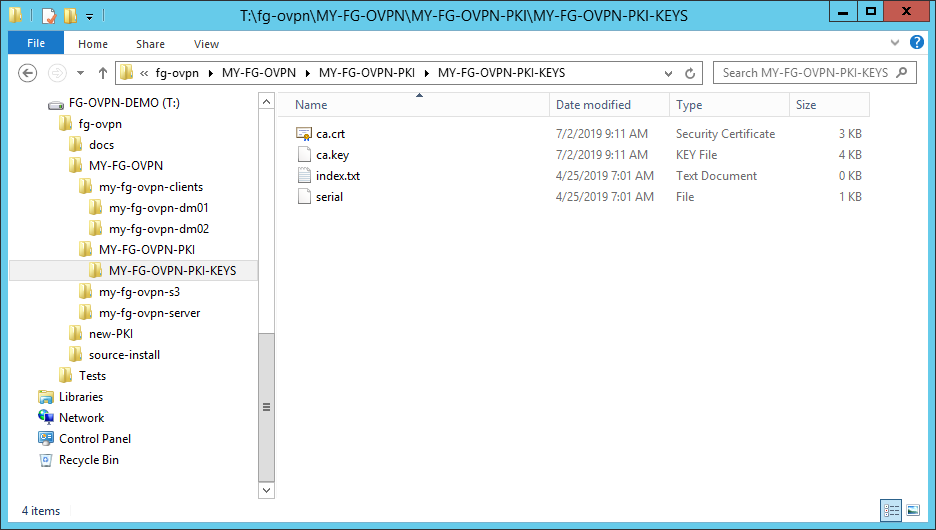 T:\fg-ovpn\MY-FG-OVPN\MY-FG-OVPN-PKI\MY-FG-OVPN-PKI-KEYS
File Home Share View
« fg-ovpn MY-FG-OVPN MY-FG-OVPN-PKI MY-FG-OVPN-PKI-KEYS Search MY-FG-OVPN-PKI-KEYS
FG-OVPN-DEMO (T:)
fg-ovpn
docs
MY-FG-OVPN
my-fg-ovpn-clients
my-fg-ovpn-dm01
my-fg-ovpn-dm02
MY-FG-OVPN-PKI
MY-FG-OVPN-PKI-KEYS
my-fg-ovpn-s3
my-fg-ovpn-server
new-PKI
source-install
Tests
Libraries
Network
Control Panel
Recycle Bin
Name Date modified Type Size
ca.crt 7/2/2019 9:11 AM Security Certificate 3 KB
ca.key 7/2/2019 9:11 AM KEY File 4 KB
index.txt 4/25/2019 7:01 AM Text Document 0 KB
serial 4/25/2019 7:01 AM File 1 KB
4 items